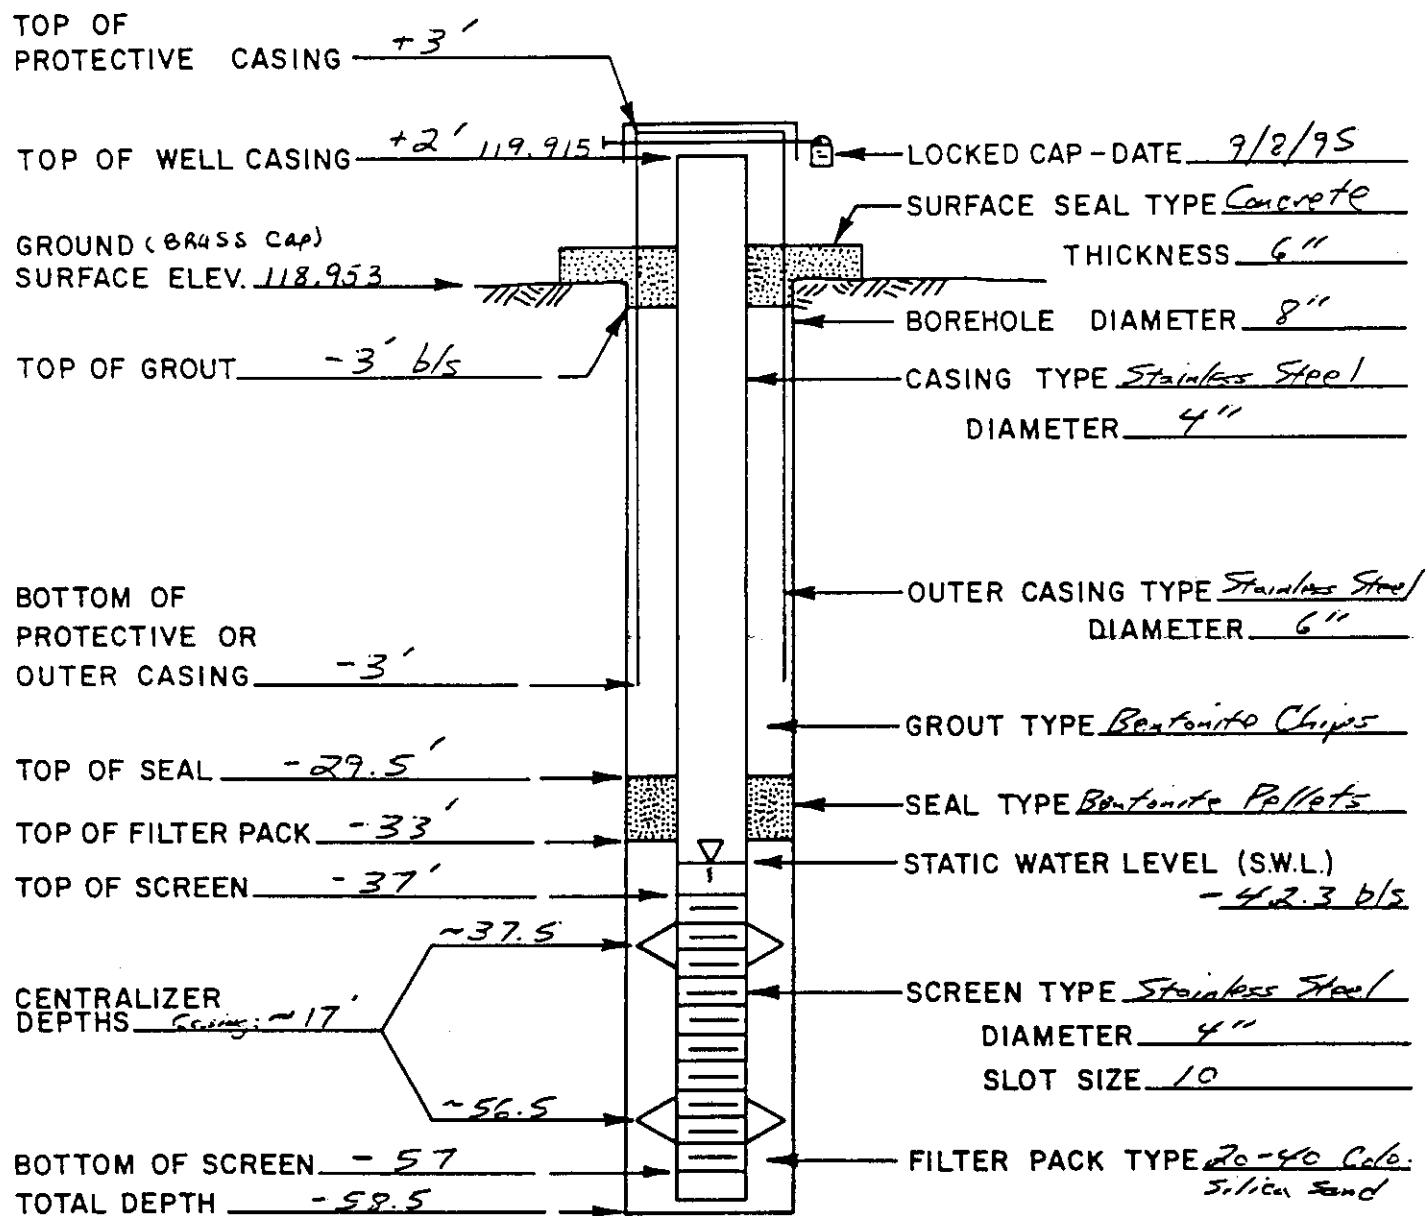 TOP OF
PROTECTIVE CASING +3'
TOP OF WELL CASING +2' 119.915
GROUND (BRASS Cap)
SURFACE ELEV. 118.953
TOP OF GROUT -3' b/s
BOTTOM OF
PROTECTIVE OR
OUTER CASING -3'
TOP OF SEAL -29.5'
TOP OF FILTER PACK -33'
TOP OF SCREEN -37'
~37.5
CENTRALIZER
DEPTHS ~17'
~56.5
BOTTOM OF SCREEN -57
TOTAL DEPTH -58.5
LOCKED CAP-DATE 9/8/95
SURFACE SEAL TYPE Concrete
THICKNESS 6"
BOREHOLE DIAMETER 8"
CASING TYPE Stainless Steel
DIAMETER 4"
OUTER CASING TYPE Stainless Steel
DIAMETER 6"
GROUT TYPE Bentonite Chips
SEAL TYPE Bentonite Pellets
STATIC WATER LEVEL (S.W.L.)
-42.3 b/s
SCREEN TYPE Stainless Steel
DIAMETER 4"
SLOT SIZE 10
FILTER PACK TYPE 20-40 Colo.
Silica Sand